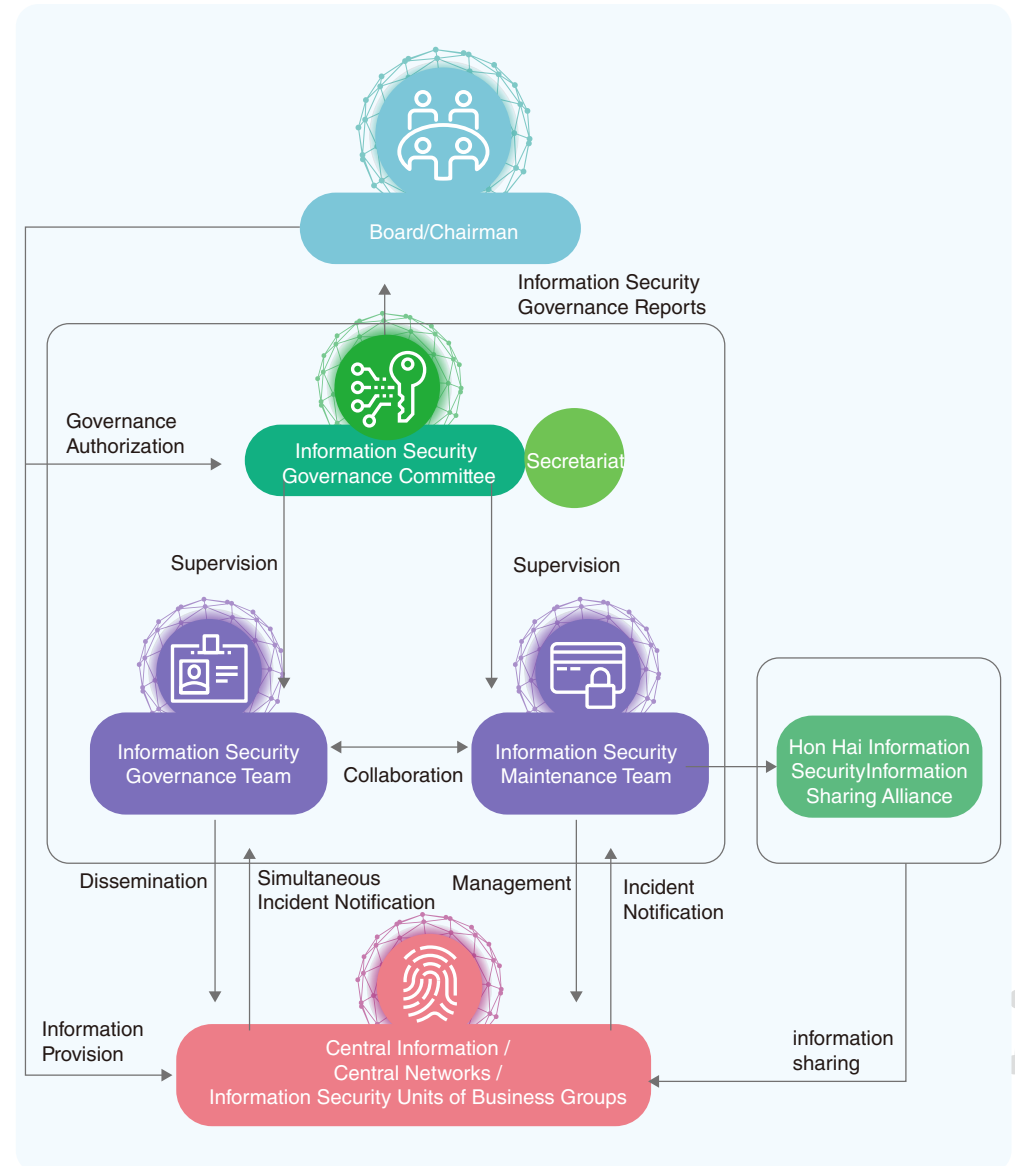 Board/Chairman
Information Security
Governance Reports
Governance
Authorization
Information Security
Governance Committee
Secretariat
Supervision
Supervision
Information Security
Governance Team
Collaboration
Information Security
Maintenance Team
Hon Hai Information
SecurityInformation
Sharing Alliance
Dissemination
Simultaneous
Incident Notification
Management
Incident
Notification
Information
Provision
Central Information /
Central Networks /
Information Security Units of Business Groups
information
sharing